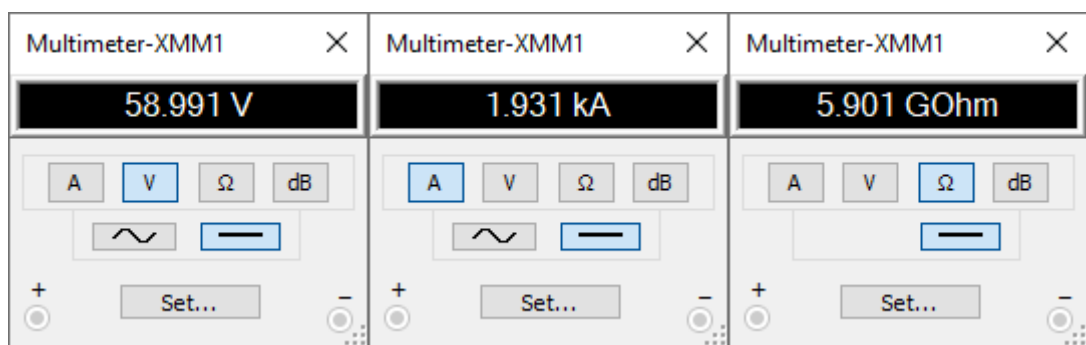 Multimeter-XMM1
58.991 V
A V Ω dB
+ Set... –
Multimeter-XMM1
1.931 kA
A V Ω dB
+ Set... –
Multimeter-XMM1
5.901 GOhm
A V Ω dB
+ Set... –